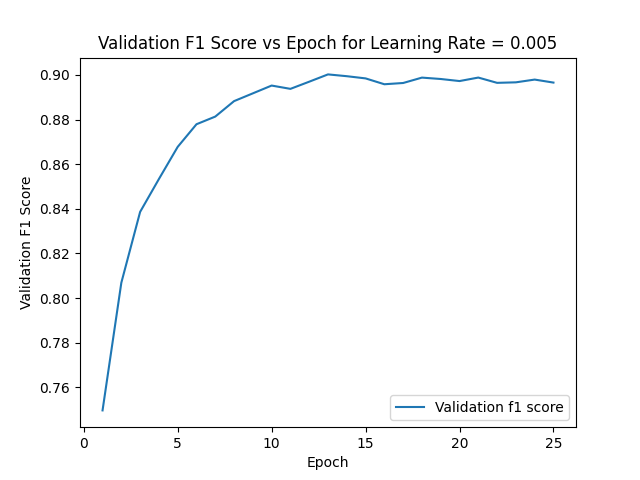 Validation F1 Score vs Epoch for Learning Rate = 0.005
Validation F1 Score
0.90
0.88
0.86
0.84
0.82
0.80
0.78
0.76
Validation f1 score
0 5 10 15 20 25
Epoch